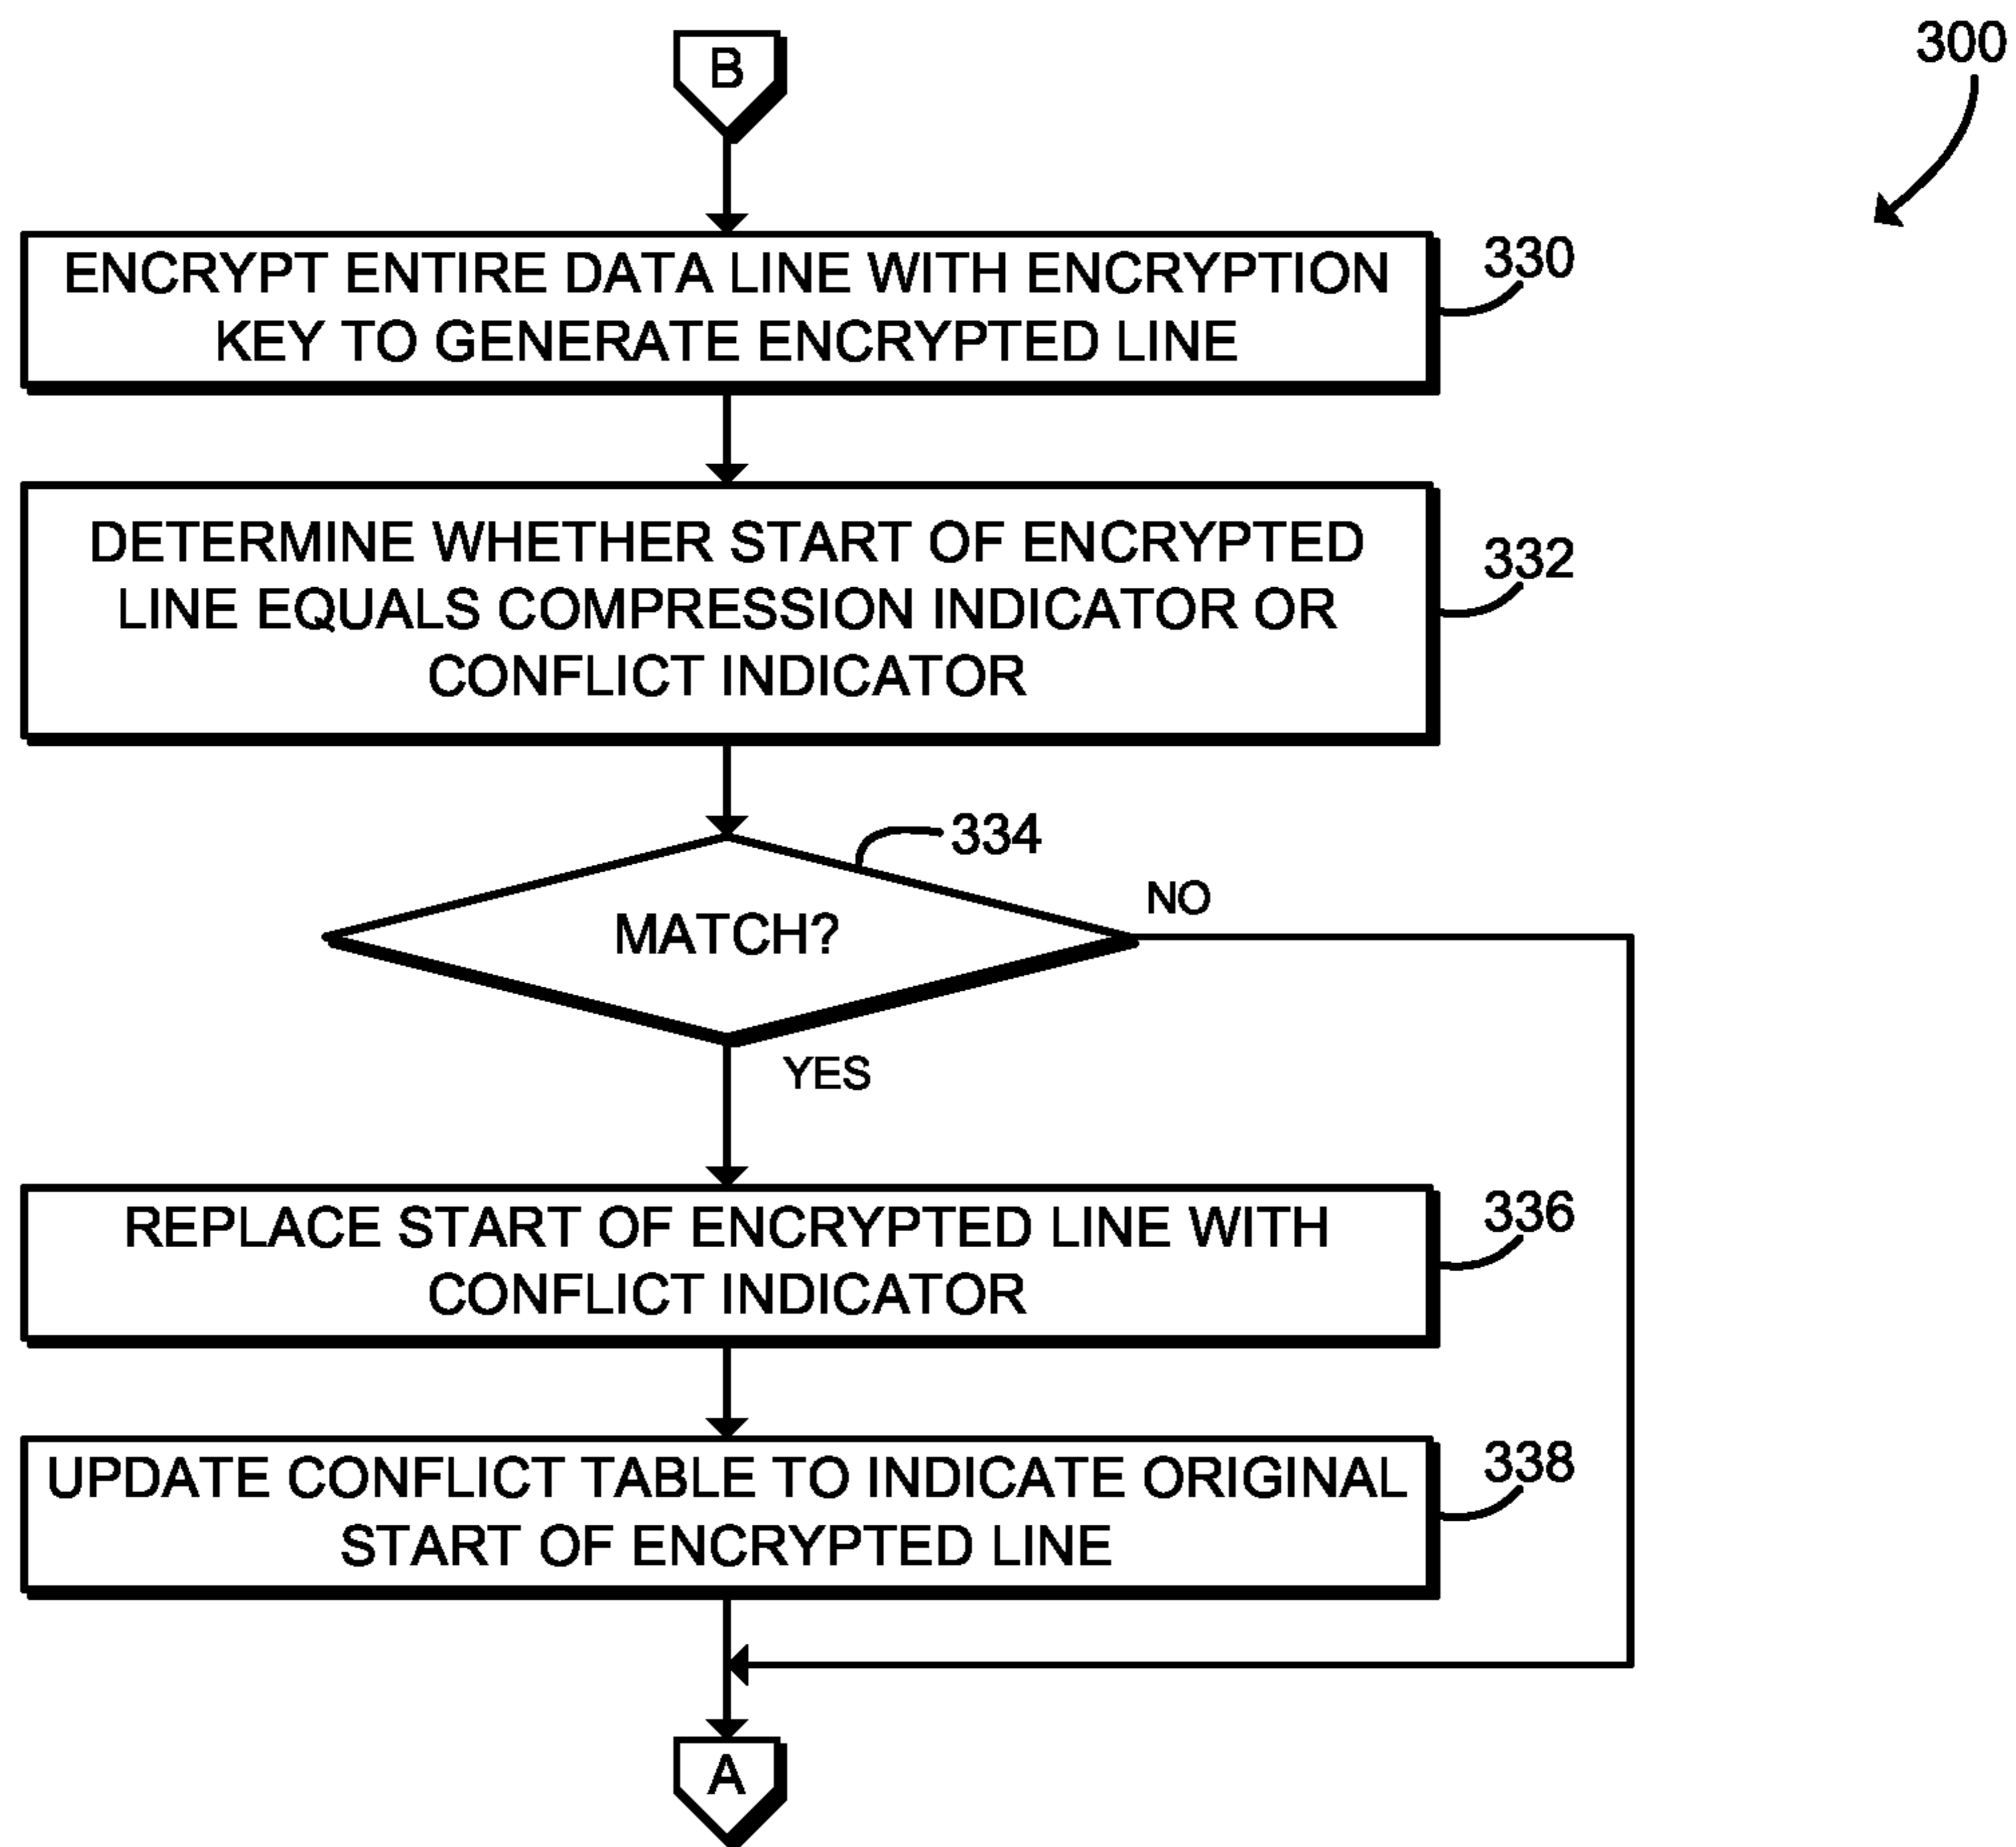 B
300
ENCRYPT ENTIRE DATA LINE WITH ENCRYPTION
KEY TO GENERATE ENCRYPTED LINE
330
DETERMINE WHETHER START OF ENCRYPTED
LINE EQUALS COMPRESSION INDICATOR OR
CONFLICT INDICATOR
332
334
MATCH?
NO
YES
REPLACE START OF ENCRYPTED LINE WITH
CONFLICT INDICATOR
336
UPDATE CONFLICT TABLE TO INDICATE ORIGINAL
START OF ENCRYPTED LINE
338
A